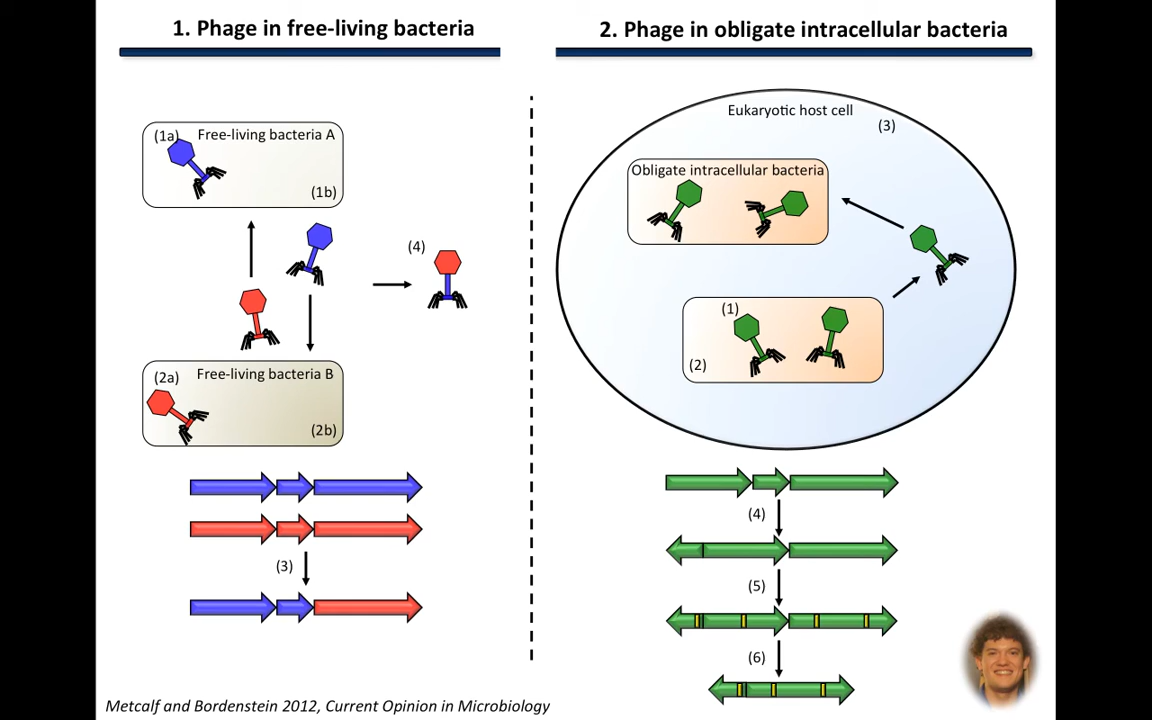 1. Phage in free-living bacteria
(1a) Free-living bacteria A
(1b)
(4)
(2a) Free-living bacteria B
(2b)
(3)
2. Phage in obligate intracellular bacteria
Eukaryotic host cell
(3)
Obligate intracellular bacteria
(1)
(2)
(4)
(5)
(6)
Metcalf and Bordenstein 2012, Current Opinion in Microbiology